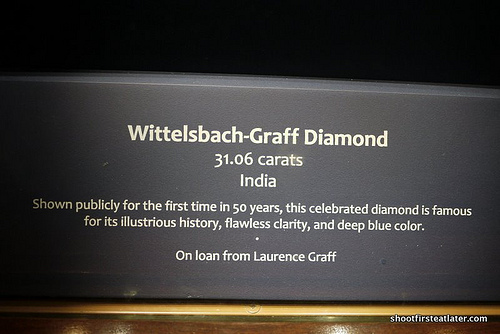 Wittelsbach-Graff Diamond
31.06 carats
India
Shown publicly for the first time in 50 years, this celebrated diamond is famous
for its illustrious history, flawless clarity, and deep blue color.
On loan from Laurence Graff
shootfirsteatlater.com